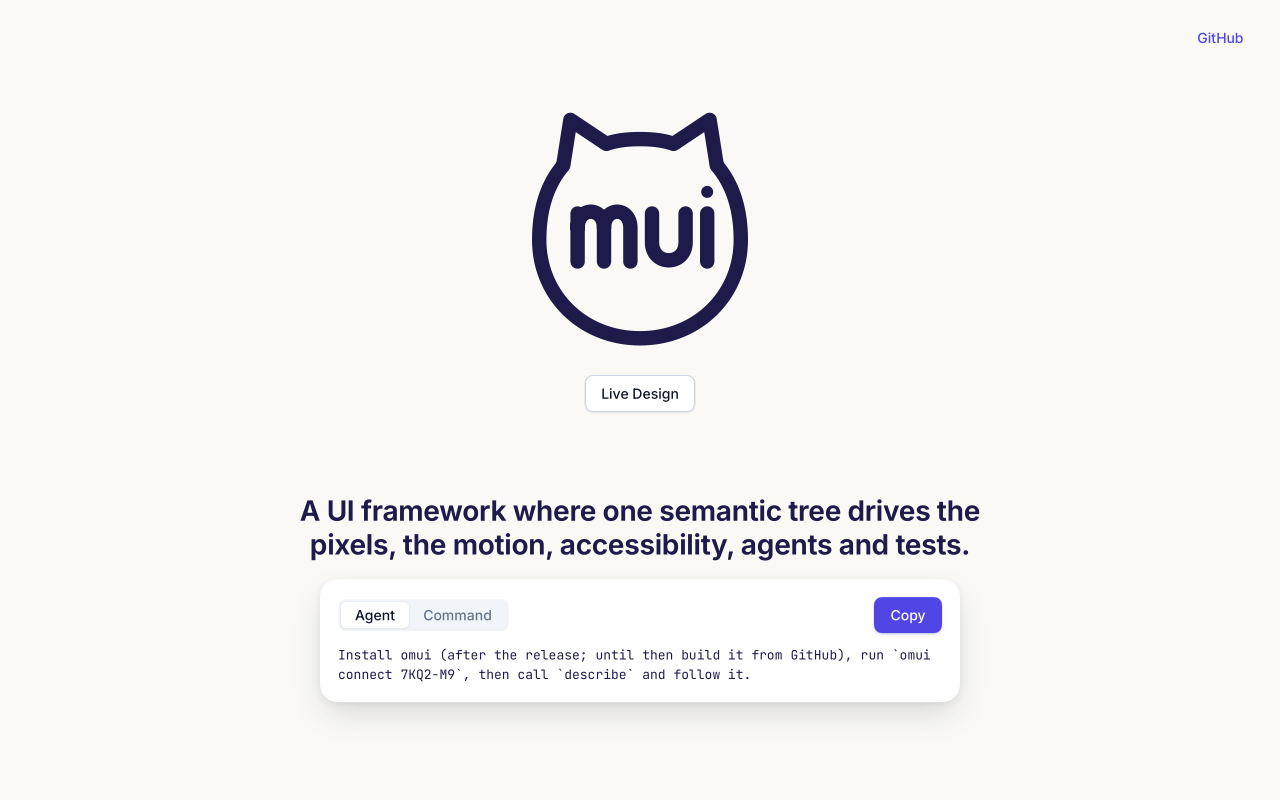 GitHub
mui
Live Design
A UI framework where one semantic tree drives the
pixels, the motion, accessibility, agents and tests.
Agent
Command
Copy
Install omui (after the release; until then build it from GitHub), run `omui
connect 7KQ2-M9`, then call `describe` and follow it.